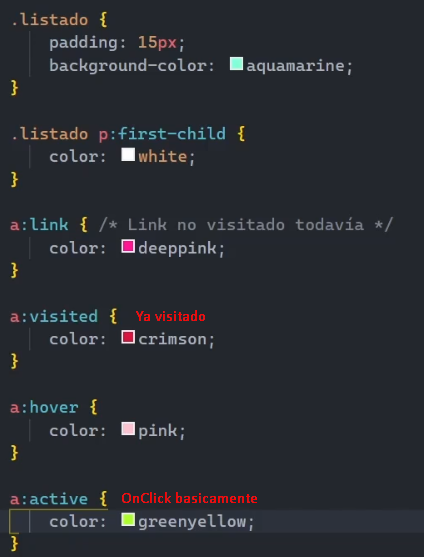 .listado {
padding: 15px;
background-color: aquamarine;
}
.listado p:first-child {
color: white;
}
a:link { /* Link no visitado todavía */
color: deeppink;
}
a:visited { Ya visitado
color: crimson;
}
a:hover {
color: pink;
}
a:active { OnClick basicamente
color: greenyellow;
}